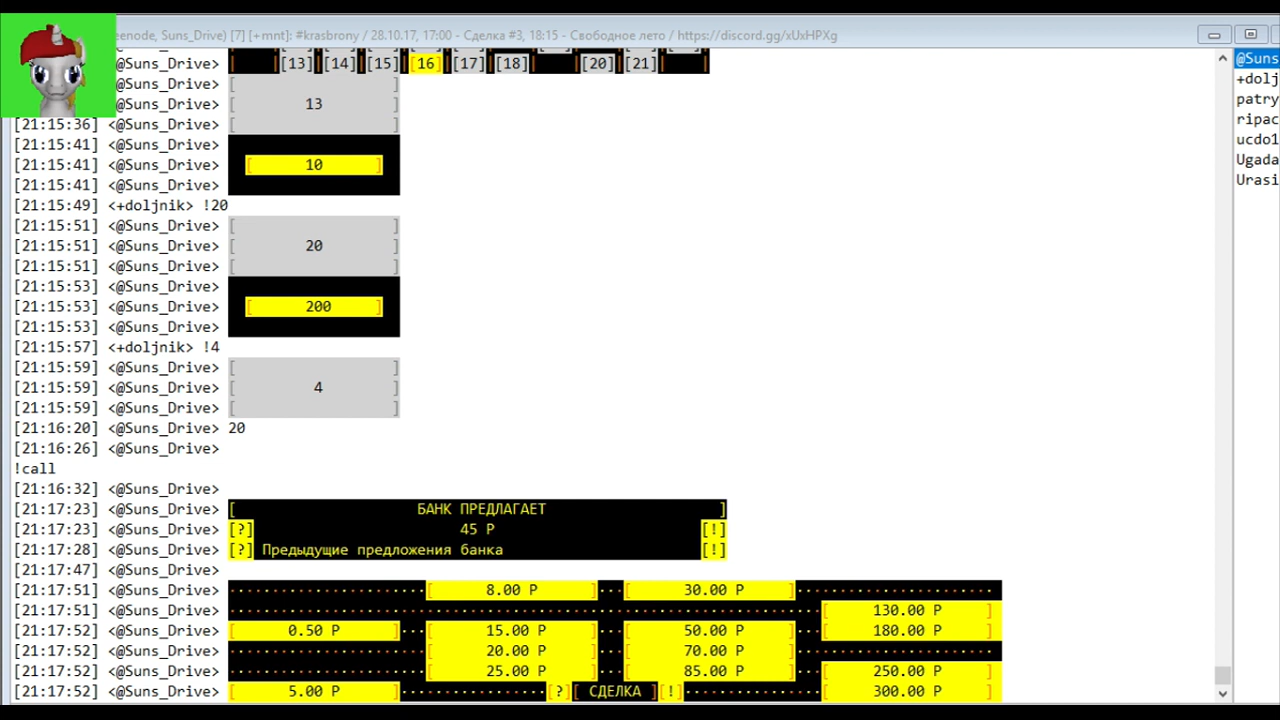 eenode, Suns_Drive) [7] [+mnt]: #krasbrony / 28.10.17, 17:00 - Сделка #3, 18:15 - Свободное лето / https://discord.gg/xUxHPXg
@Suns_Drive> [13] [14] [15] [16] [17] [18] [20] [21]
@Suns_Drive> [ ]
@Suns_Drive> [ 13 ]
[21:15:36] <@Suns_Drive> [ ]
[21:15:41] <@Suns_Drive>
[21:15:41] <@Suns_Drive> [ 10 ]
[21:15:41] <@Suns_Drive>
[21:15:49] <+doljnik> !20
[21:15:51] <@Suns_Drive> [ ]
[21:15:51] <@Suns_Drive> [ 20 ]
[21:15:51] <@Suns_Drive> [ ]
[21:15:53] <@Suns_Drive>
[21:15:53] <@Suns_Drive> [ 200 ]
[21:15:53] <@Suns_Drive>
[21:15:57] <+doljnik> !4
[21:15:59] <@Suns_Drive> [ ]
[21:15:59] <@Suns_Drive> [ 4 ]
[21:15:59] <@Suns_Drive> [ ]
[21:16:20] <@Suns_Drive> 20
[21:16:26] <@Suns_Drive>
!call
[21:16:32] <@Suns_Drive>
[21:17:23] <@Suns_Drive> [ БАНК ПРЕДЛАГАЕТ ]
[21:17:23] <@Suns_Drive> [?] 45 Р [!]
[21:17:28] <@Suns_Drive> [?] Предыдущие предложения банка [!]
[21:17:47] <@Suns_Drive>
[21:17:51] <@Suns_Drive> [ 8.00 Р ] [ 30.00 Р ]
[21:17:51] <@Suns_Drive> [ 130.00 Р ]
[21:17:52] <@Suns_Drive> [ 0.50 Р ] [ 15.00 Р ] [ 50.00 Р ] [ 180.00 Р ]
[21:17:52] <@Suns_Drive> [ 20.00 Р ] [ 70.00 Р ]
[21:17:52] <@Suns_Drive> [ 25.00 Р ] [ 85.00 Р ] [ 250.00 Р ]
[21:17:52] <@Suns_Drive> [ 5.00 Р ] [?] [ СДЕЛКА ] [!] [ 300.00 Р ]
@Suns
+dolj
patry
ripac
ucdo1
Ugada
Urasi